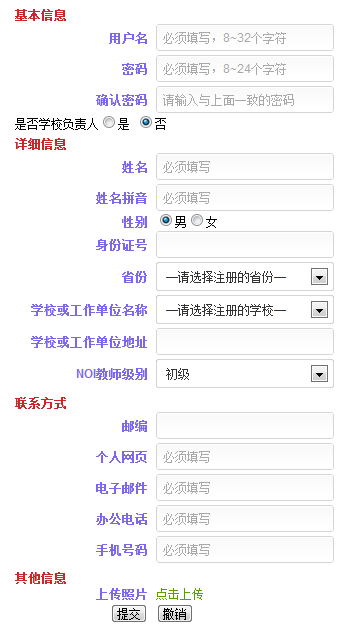 基本信息
用户名 必须填写，8~32个字符
密码 必须填写，8~24个字符
确认密码 请输入与上面一致的密码
是否学校负责人 是 否
详细信息
姓名 必须填写
姓名拼音 必须填写
性别 男 女
身份证号
省份 —请选择注册的省份—
学校或工作单位名称 —请选择注册的学校—
学校或工作单位地址
NOI教师级别 初级
联系方式
邮编
个人网页 必须填写
电子邮件 必须填写
办公电话 必须填写
手机号码 必须填写
其他信息
上传照片 点击上传
提交 撤销